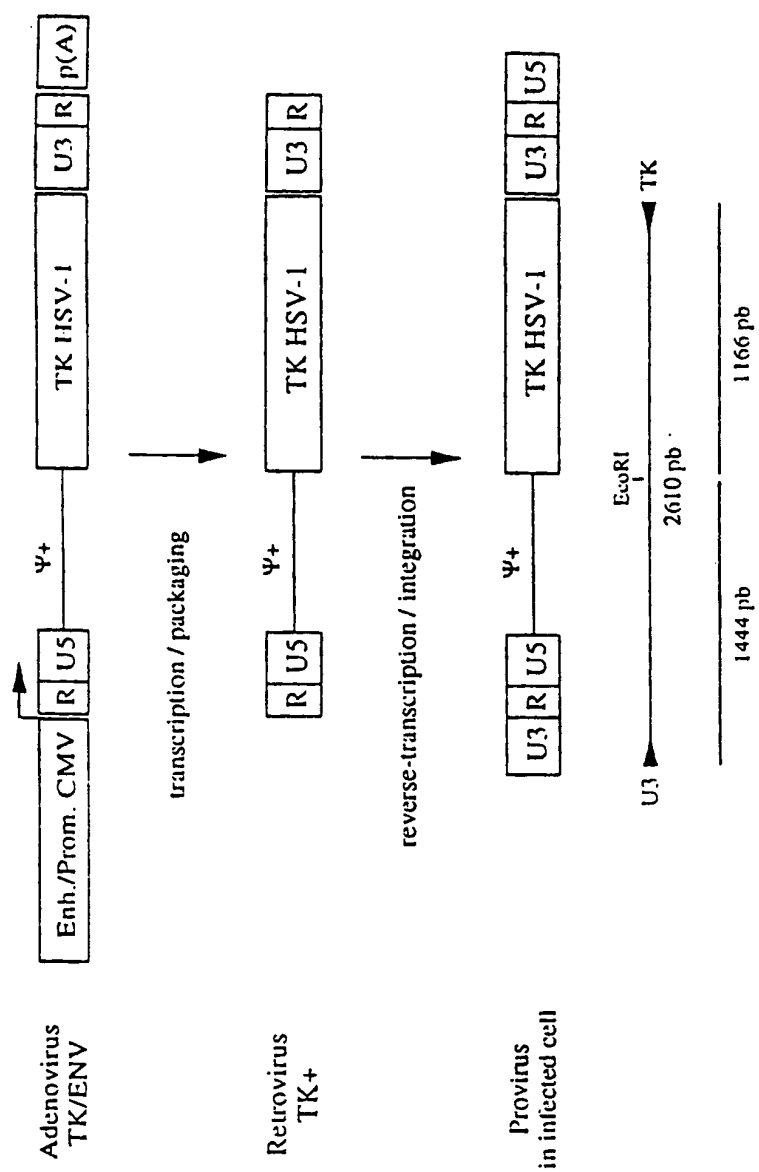 Adenovirus
TK/ENV
Enh./Prom. CMV
R
U5
Ψ+
TK HSV-1
U3
R
p(A)
transcription / packaging
Retrovirus
TK+
R
U5
Ψ+
TK HSV-1
U3
R
reverse-transcription / integration
Provirus
in infected cell
U3
R
U5
Ψ+
TK HSV-1
U3
R
U5
U3
EcoRI
TK
2610 pb
1444 pb
1166 pb